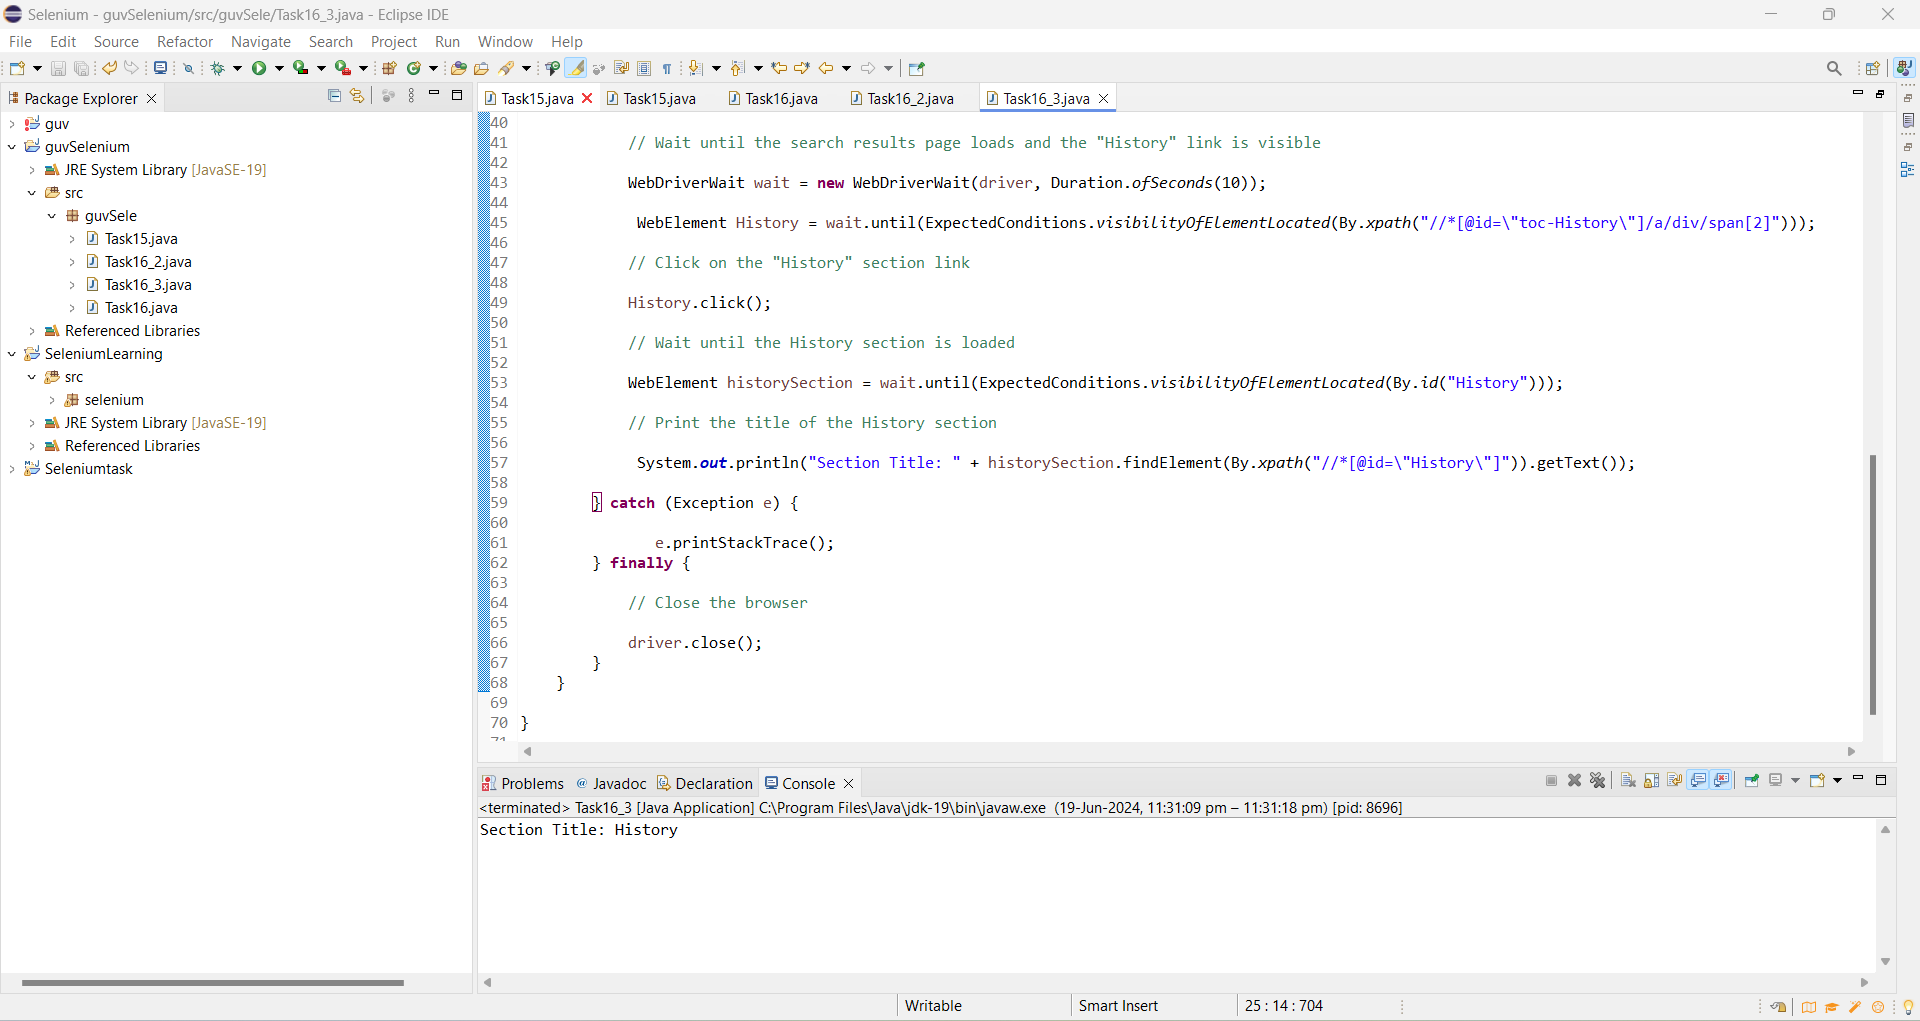 Selenium - guvSelenium/src/guvSele/Task16_3.java - Eclipse IDE
File Edit Source Refactor Navigate Search Project Run Window Help
Package Explorer
guv
guvSelenium
JRE System Library [JavaSE-19]
src
guvSele
Task15.java
Task16_2.java
Task16_3.java
Task16.java
Referenced Libraries
SeleniumLearning
src
selenium
JRE System Library [JavaSE-19]
Referenced Libraries
Seleniumtask
Task15.java Task15.java Task16.java Task16_2.java Task16_3.java
40
41 // Wait until the search results page loads and the "History" link is visible
42
43 WebDriverWait wait = new WebDriverWait(driver, Duration.ofSeconds(10));
44
45 WebElement History = wait.until(ExpectedConditions.visibilityOfElementLocated(By.xpath("//*[@id=\"toc-History\"]/a/div/span[2]")));
46
47 // Click on the "History" section link
48
49 History.click();
50
51 // Wait until the History section is loaded
52
53 WebElement historySection = wait.until(ExpectedConditions.visibilityOfElementLocated(By.id("History")));
54
55 // Print the title of the History section
56
57 System.out.println("Section Title: " + historySection.findElement(By.xpath("//*[@id=\"History\"]")).getText());
58
59 } catch (Exception e) {
60
61 e.printStackTrace();
62 } finally {
63
64 // Close the browser
65
66 driver.close();
67 }
68 }
69
70 }
71
Problems Javadoc Declaration Console
<terminated> Task16_3 [Java Application] C:\Program Files\Java\jdk-19\bin\javaw.exe (19-Jun-2024, 11:31:09 pm – 11:31:18 pm) [pid: 8696]
Section Title: History
Writable Smart Insert 25 : 14 : 704